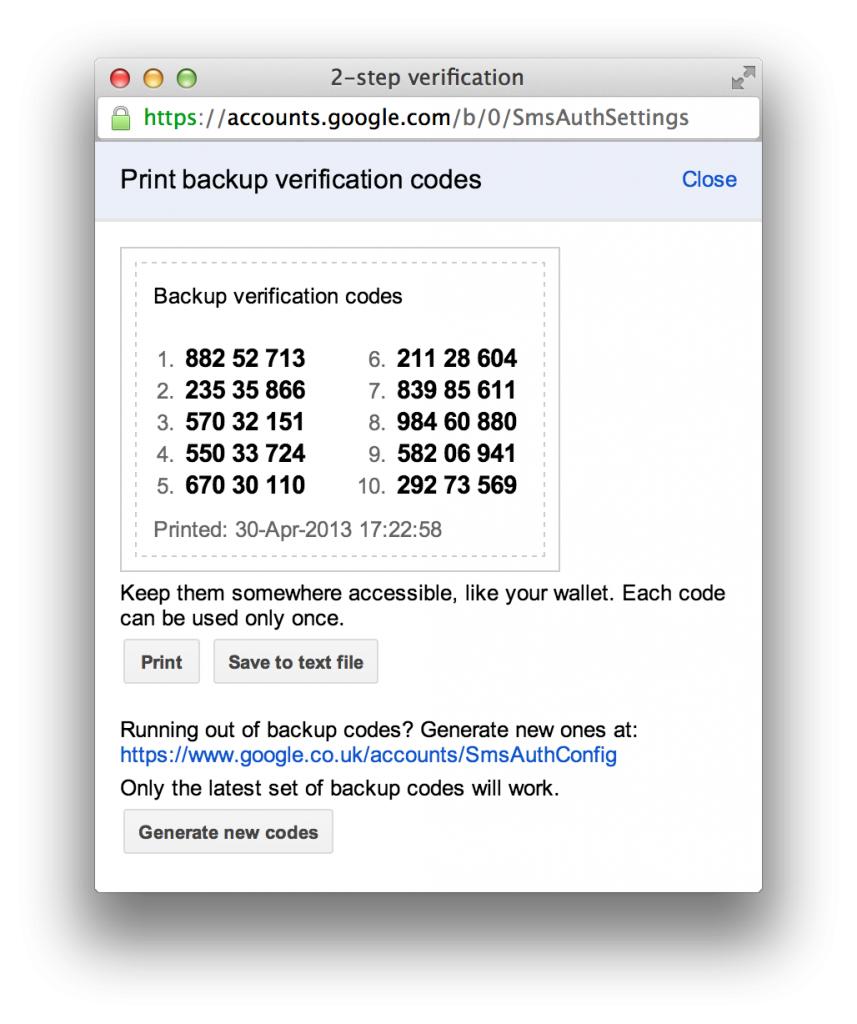 2-step verification
https://accounts.google.com/b/0/SmsAuthSettings
Print backup verification codes
Close
Backup verification codes
1. 882 52 713
2. 235 35 866
3. 570 32 151
4. 550 33 724
5. 670 30 110
6. 211 28 604
7. 839 85 611
8. 984 60 880
9. 582 06 941
10. 292 73 569
Printed: 30-Apr-2013 17:22:58
Keep them somewhere accessible, like your wallet. Each code
can be used only once.
Print
Save to text file
Running out of backup codes? Generate new ones at:
https://www.google.co.uk/accounts/SmsAuthConfig
Only the latest set of backup codes will work.
Generate new codes